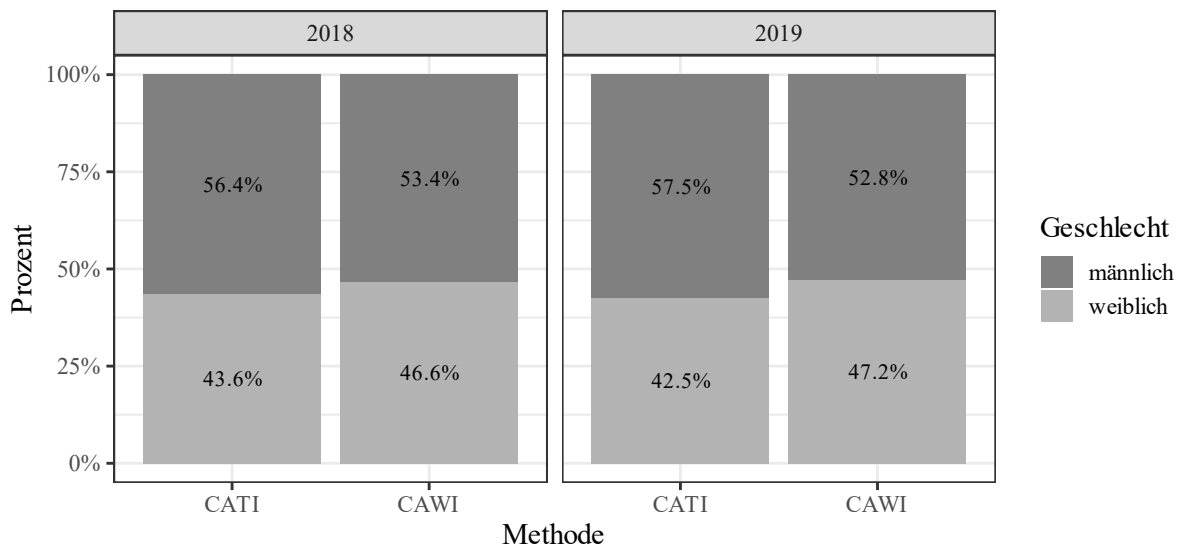 2018
2019
100%
75%
50%
25%
0%
Prozent
56.4%
53.4%
57.5%
52.8%
43.6%
46.6%
42.5%
47.2%
CATI
CAWI
CATI
CAWI
Methode
Geschlecht
männlich
weiblich